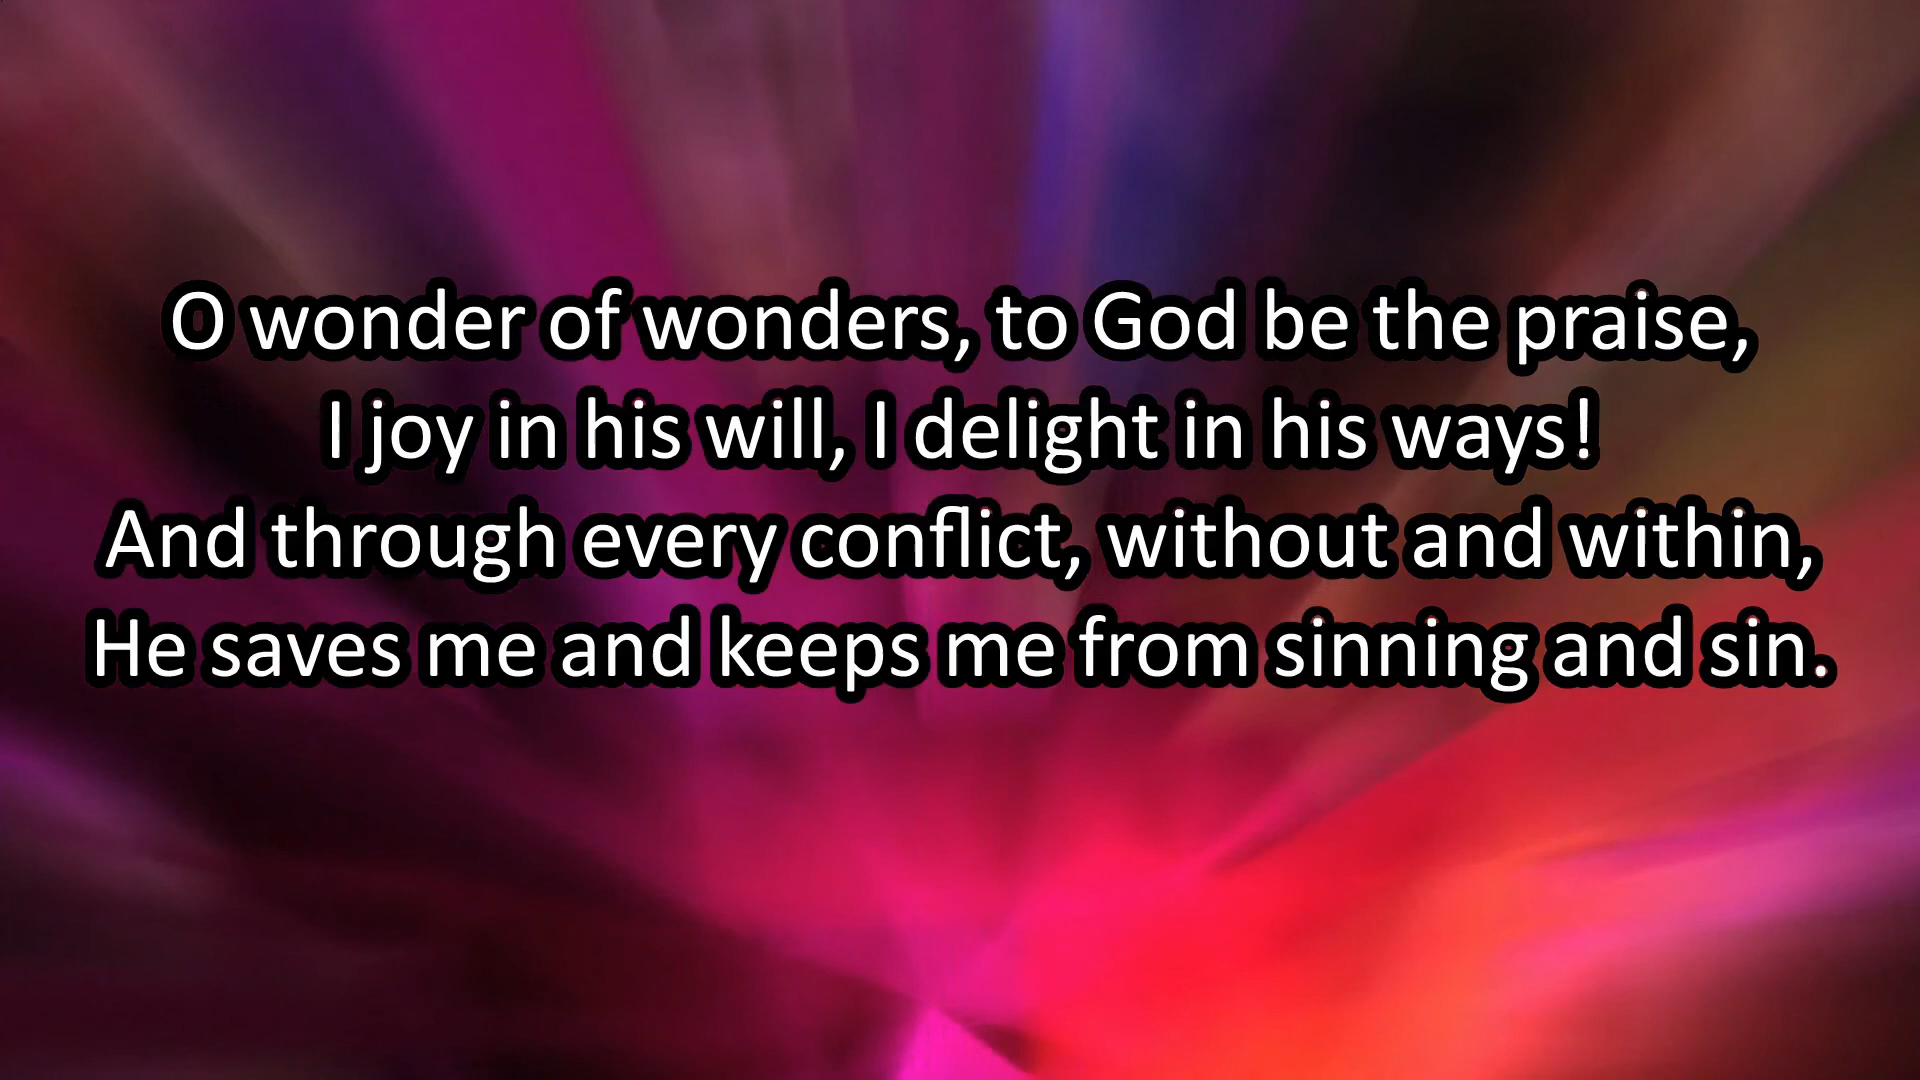 O wonder of wonders, to God be the praise,
I joy in his will, I delight in his ways!
And through every conflict, without and within,
He saves me and keeps me from sinning and sin.